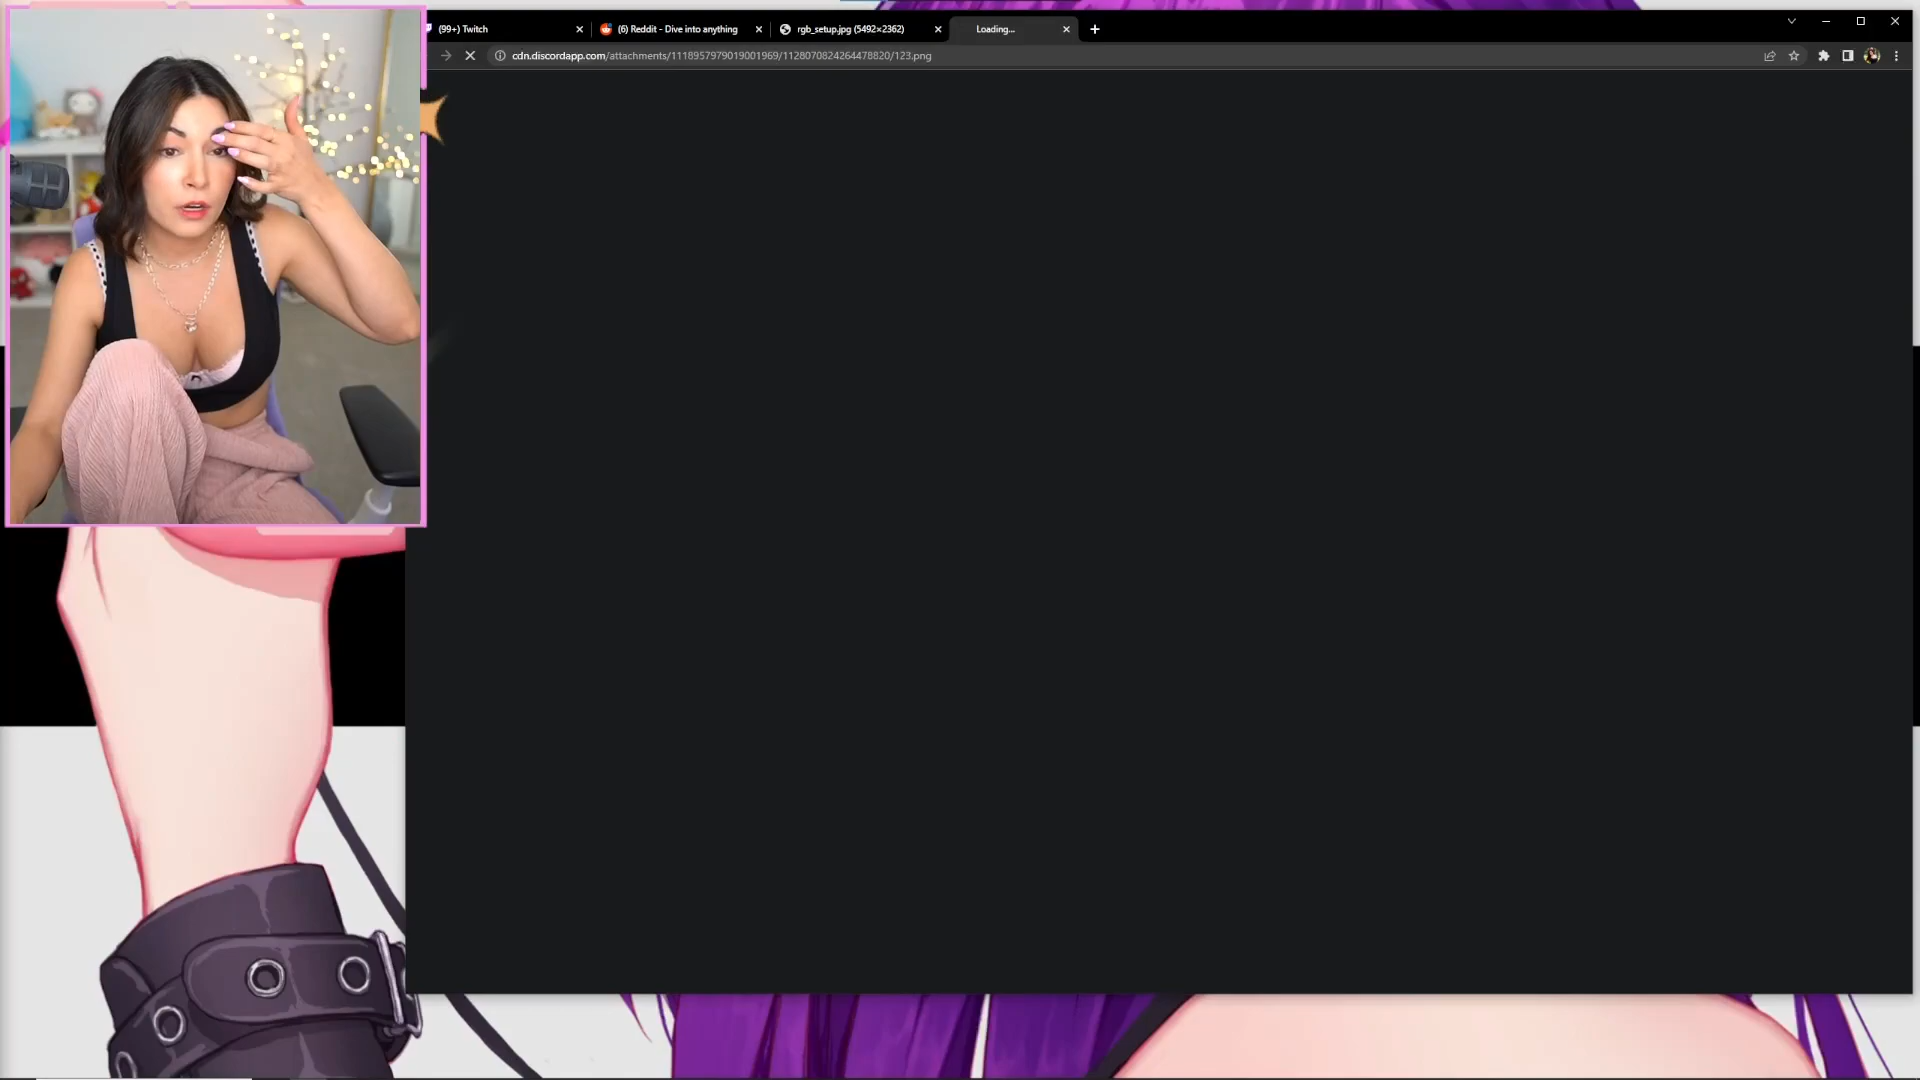 (99+) Twitch
(6) Reddit - Dive into anything
rgb_setup.jpg (5492×2362)
Loading...
cdn.discordapp.com/attachments/1118957979019001969/1128070824264478820/123.png